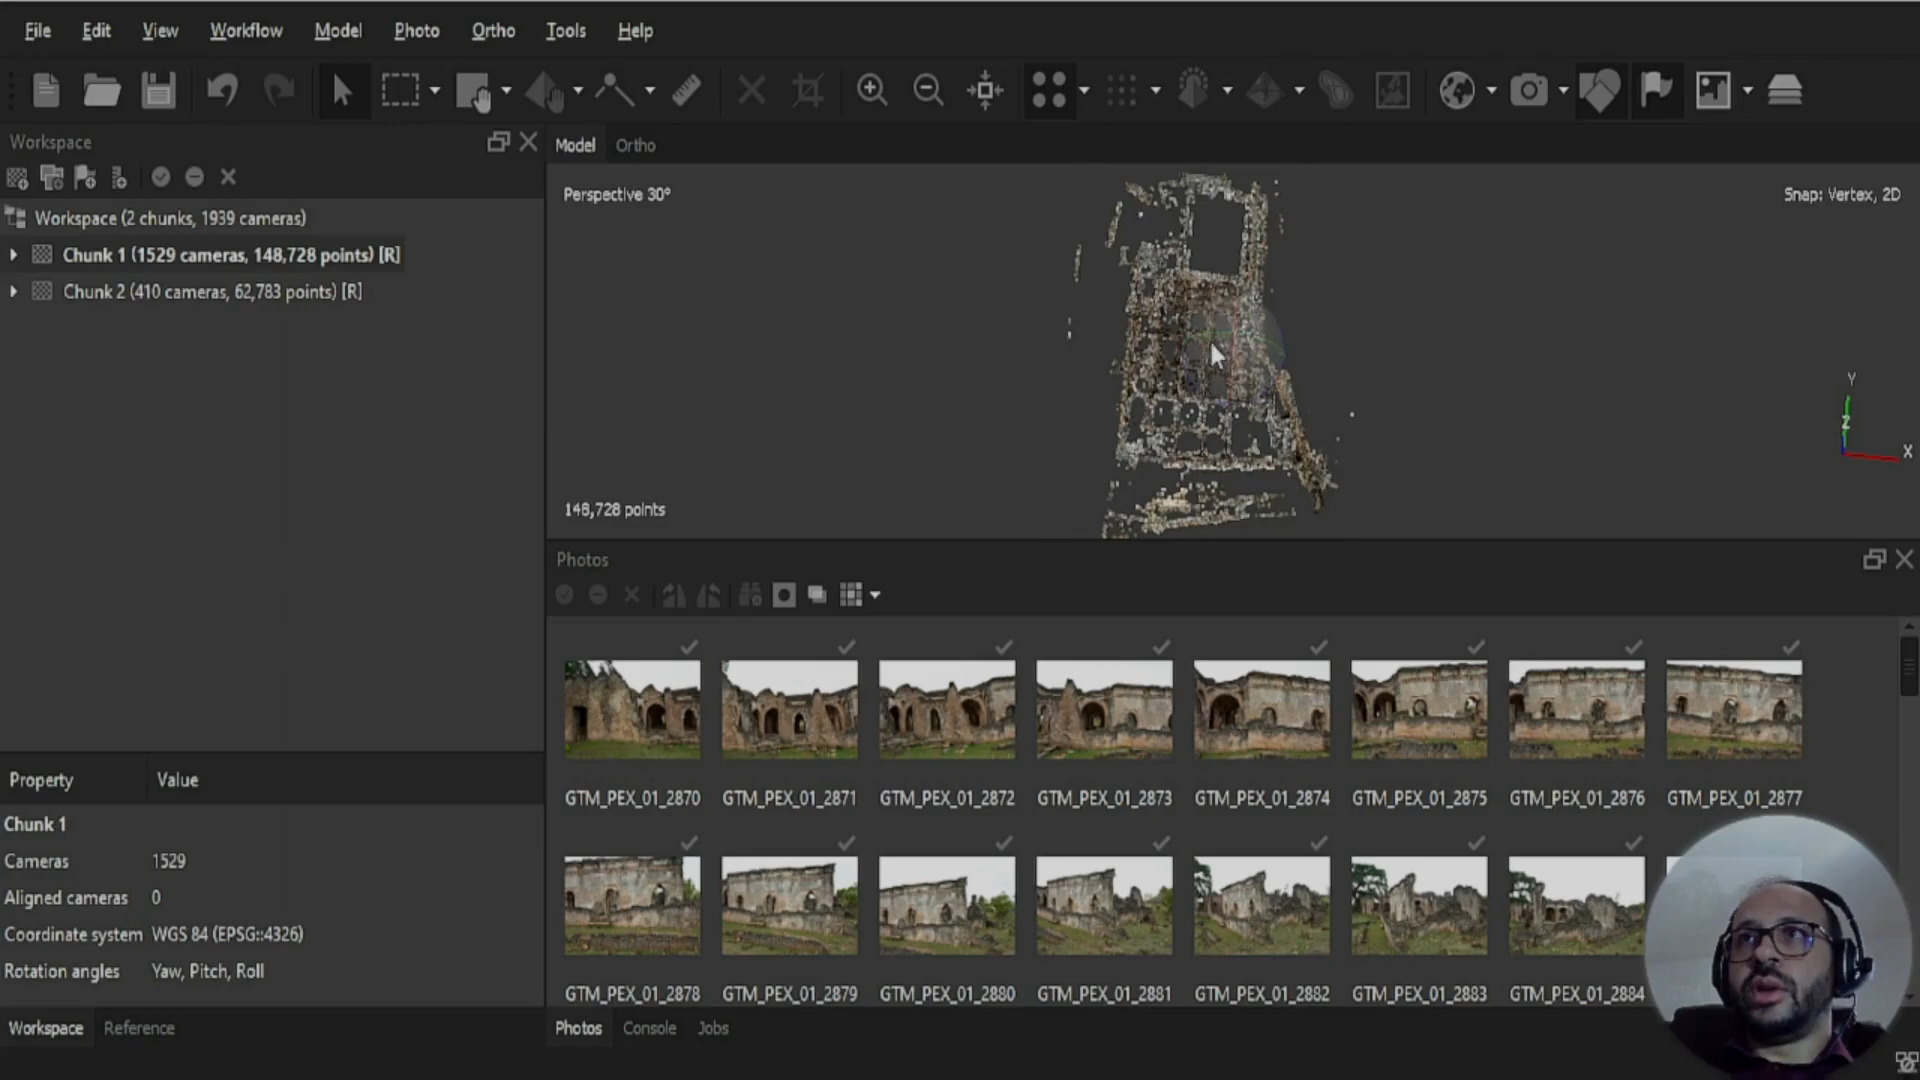 File Edit View Workflow Model Photo Ortho Tools Help
Workspace
Model Ortho
Perspective 30°
Snap: Vertex, 2D
Workspace (2 chunks, 1939 cameras)
Chunk 1 (1529 cameras, 148,728 points) [R]
Chunk 2 (410 cameras, 62,783 points) [R]
Y
Z
X
148,728 points
Photos
GTM_PEX_01_2870 GTM_PEX_01_2871 GTM_PEX_01_2872 GTM_PEX_01_2873 GTM_PEX_01_2874 GTM_PEX_01_2875 GTM_PEX_01_2876 GTM_PEX_01_2877
GTM_PEX_01_2878 GTM_PEX_01_2879 GTM_PEX_01_2880 GTM_PEX_01_2881 GTM_PEX_01_2882 GTM_PEX_01_2883 GTM_PEX_01_2884
Property Value
Chunk 1
Cameras 1529
Aligned cameras 0
Coordinate system WGS 84 (EPSG::4326)
Rotation angles Yaw, Pitch, Roll
Workspace Reference
Photos Console Jobs